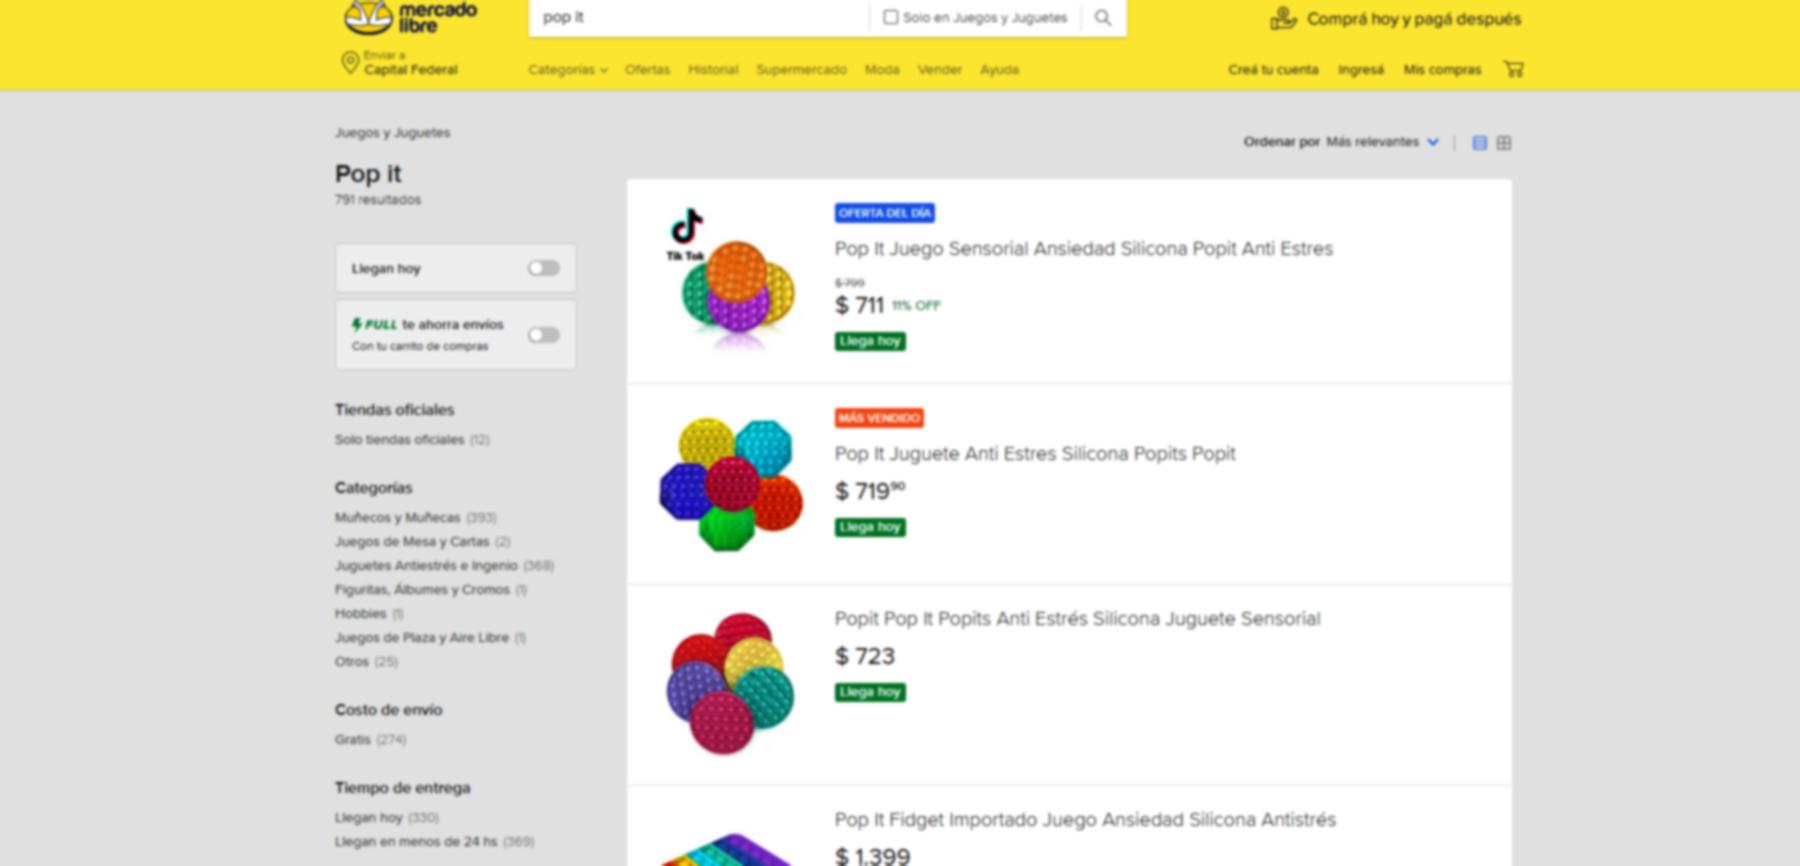 mercado
libre
pop it
Solo en Juegos y Juguetes
Comprá hoy y pagá después
Enviar a
Capital Federal
Categorías
Ofertas
Historial
Supermercado
Moda
Vender
Ayuda
Creá tu cuenta
Ingresá
Mis compras
Juegos y Juguetes
Pop it
791 resultados
Ordenar por Más relevantes
Llegan hoy
FULL te ahorra envíos
Con tu carrito de compras
Tiendas oficiales
Solo tiendas oficiales (12)
Categorías
Muñecos y Muñecas (393)
Juegos de Mesa y Cartas (2)
Juguetes Antiestrés e Ingenio (368)
Figuritas, Álbumes y Cromos (1)
Hobbies (1)
Juegos de Plaza y Aire Libre (1)
Otros (25)
Costo de envío
Gratis (274)
Tiempo de entrega
Llegan hoy (330)
Llegan en menos de 24 hs (369)
Tik Tok
OFERTA DEL DÍA
Pop It Juego Sensorial Ansiedad Silicona Popit Anti Estres
$ 799
$ 711 11% OFF
Llega hoy
MÁS VENDIDO
Pop It Juguete Anti Estres Silicona Popits Popit
$ 719 90
Llega hoy
Popit Pop It Popits Anti Estrés Silicona Juguete Sensorial
$ 723
Llega hoy
Pop It Fidget Importado Juego Ansiedad Silicona Antistrés
$ 1.399